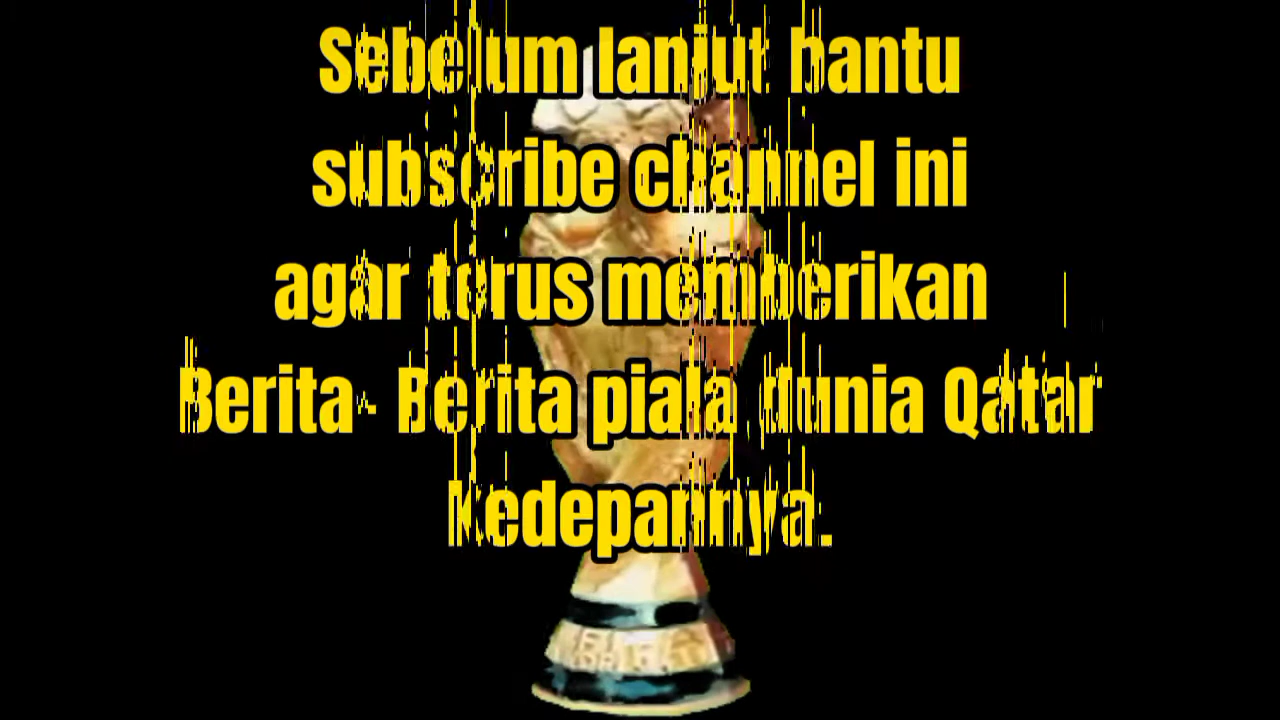 Sebelum lanjut bantu
subscribe channel ini
agar terus memberikan
Berita- Berita piala dunia Qatar
kedepannya.